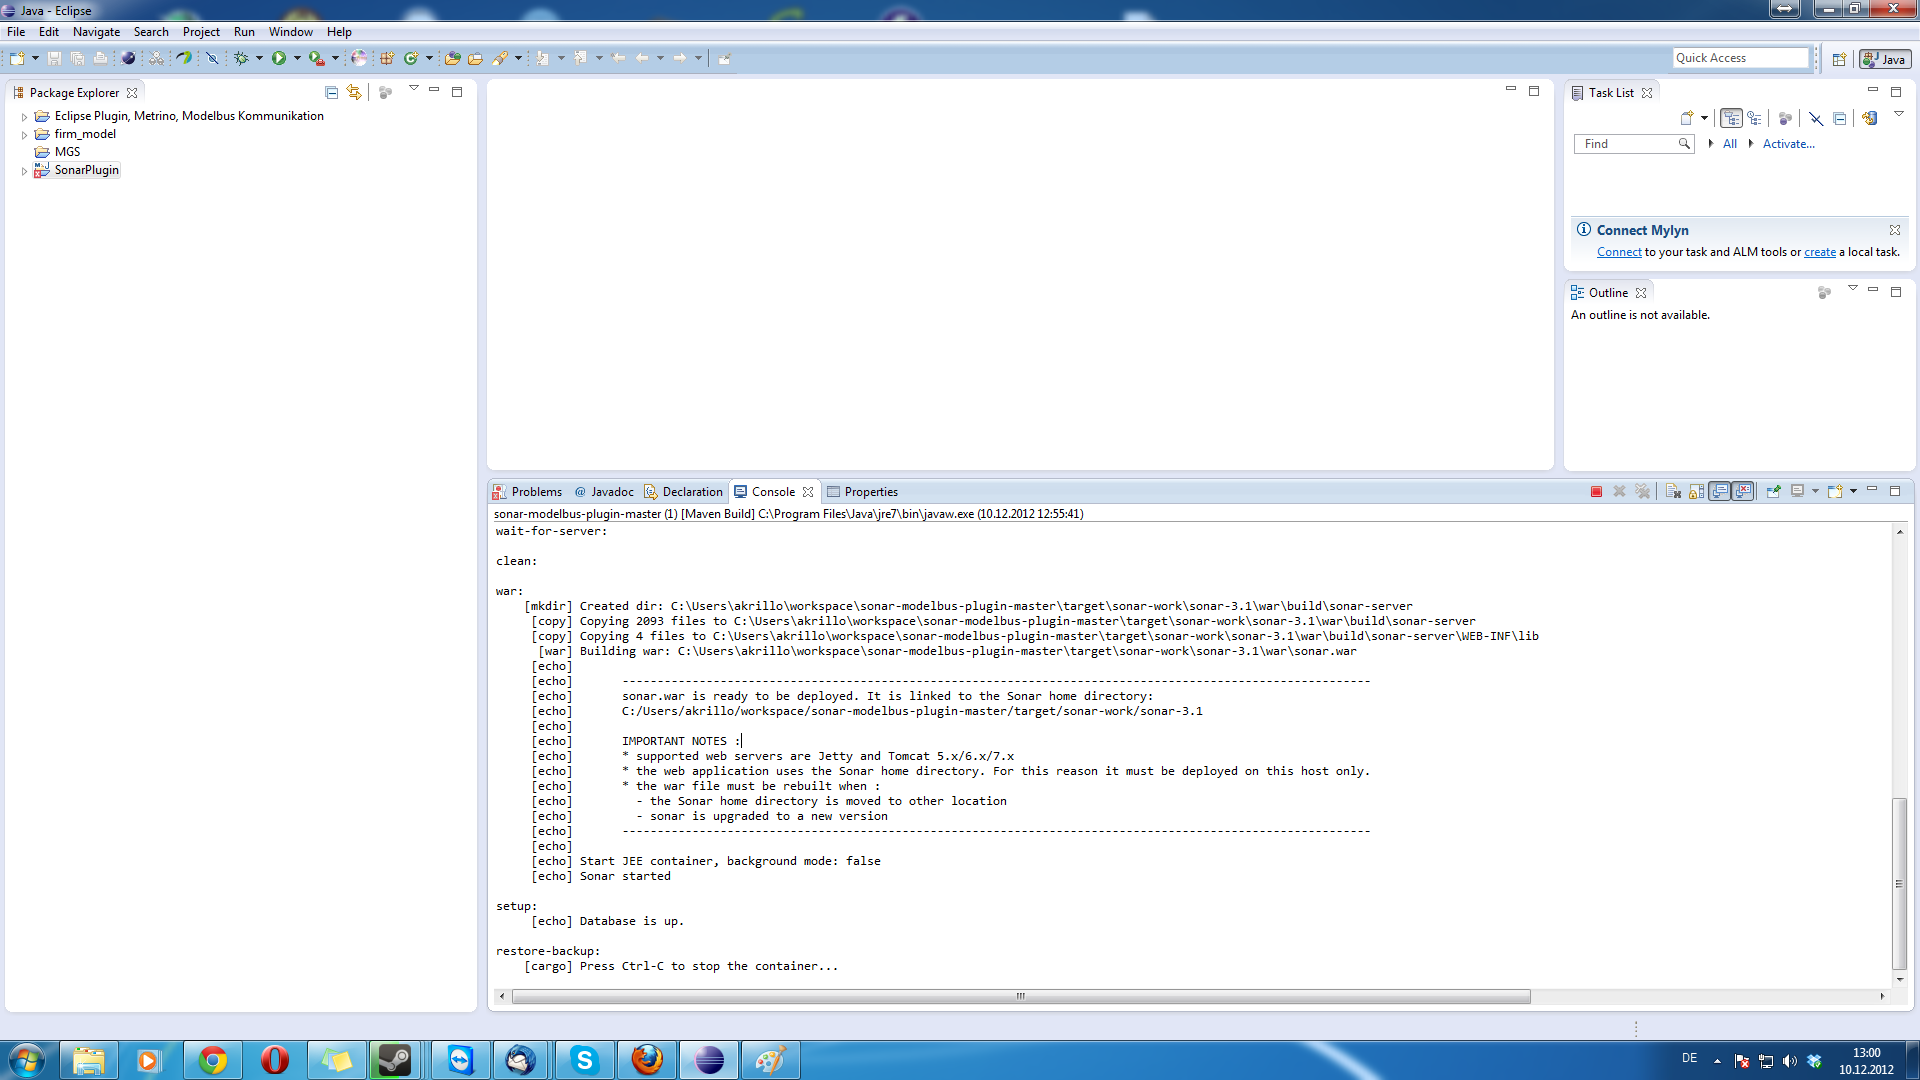 Java - Eclipse
File Edit Navigate Search Project Run Window Help
Quick Access
Java
Package Explorer
Eclipse Plugin, Metrino, Modelbus Kommunikation
firm_model
MGS
SonarPlugin
Task List
Find
All
Activate...
Connect Mylyn
Connect to your task and ALM tools or create a local task.
Outline
An outline is not available.
Problems @ Javadoc Declaration Console Properties
sonar-modelbus-plugin-master (1) [Maven Build] C:\Program Files\Java\jre7\bin\javaw.exe (10.12.2012 12:55:41)
wait-for-server:
clean:
war:
[mkdir] Created dir: C:\Users\akrillo\workspace\sonar-modelbus-plugin-master\target\sonar-work\sonar-3.1\war\build\sonar-server
[copy] Copying 2093 files to C:\Users\akrillo\workspace\sonar-modelbus-plugin-master\target\sonar-work\sonar-3.1\war\build\sonar-server
[copy] Copying 4 files to C:\Users\akrillo\workspace\sonar-modelbus-plugin-master\target\sonar-work\sonar-3.1\war\build\sonar-server\WEB-INF\lib
[war] Building war: C:\Users\akrillo\workspace\sonar-modelbus-plugin-master\target\sonar-work\sonar-3.1\war\sonar.war
[echo]
[echo] -----------------------------------------------------------------------------------------------------------
[echo] sonar.war is ready to be deployed. It is linked to the Sonar home directory:
[echo] C:/Users/akrillo/workspace/sonar-modelbus-plugin-master/target/sonar-work/sonar-3.1
[echo]
[echo] IMPORTANT NOTES :
[echo] * supported web servers are Jetty and Tomcat 5.x/6.x/7.x
[echo] * the web application uses the Sonar home directory. For this reason it must be deployed on this host only.
[echo] * the war file must be rebuilt when :
[echo] - the Sonar home directory is moved to other location
[echo] - sonar is upgraded to a new version
[echo] -----------------------------------------------------------------------------------------------------------
[echo]
[echo] Start JEE container, background mode: false
[echo] Sonar started
setup:
[echo] Database is up.
restore-backup:
[cargo] Press Ctrl-C to stop the container...
DE
13:00
10.12.2012